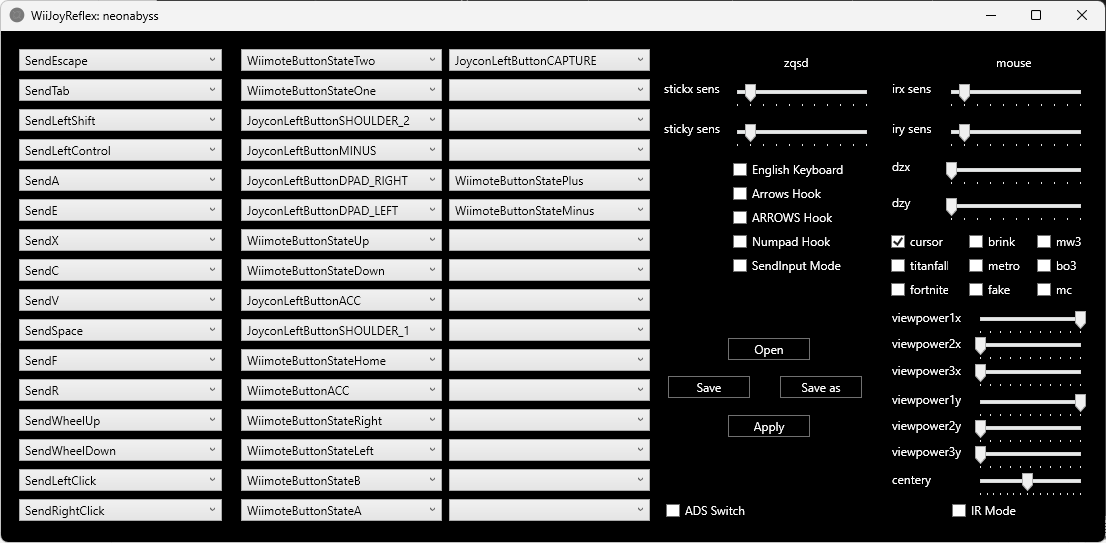 WiiJoyReflex: neonabyss
zqsd mouse
SendEscape WiimoteButtonStateTwo JoyconLeftButtonCAPTURE
stickx sens irx sens
SendTab WiimoteButtonStateOne
SendLeftShift JoyconLeftButtonSHOULDER_2
sticky sens iry sens
SendLeftControl JoyconLeftButtonMINUS
English Keyboard dzx
SendA JoyconLeftButtonDPAD_RIGHT WiimoteButtonStatePlus
Arrows Hook
SendE JoyconLeftButtonDPAD_LEFT WiimoteButtonStateMinus
ARROWS Hook dzy
SendX WiimoteButtonStateUp
Numpad Hook cursor brink mw3
SendC WiimoteButtonStateDown
SendInput Mode titanfall metro bo3
SendV JoyconLeftButtonACC
fortnite fake mc
SendSpace JoyconLeftButtonSHOULDER_1
viewpower1x
SendF WiimoteButtonStateHome
Open viewpower2x
viewpower3x
SendR WiimoteButtonACC
Save Save as
viewpower1y
SendWheelUp WiimoteButtonStateRight
Apply viewpower2y
SendWheelDown WiimoteButtonStateLeft
viewpower3y
SendLeftClick WiimoteButtonStateB
centery
SendRightClick WiimoteButtonStateA
ADS Switch IR Mode